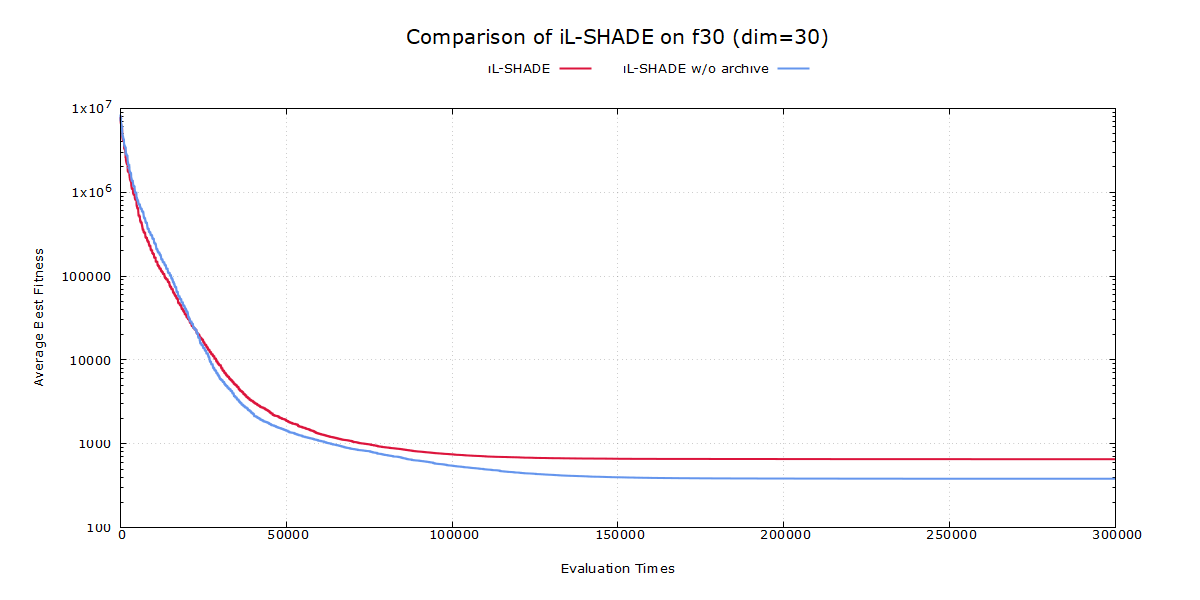 Comparison of iL-SHADE on f30 (dim=30)
iL-SHADE
iL-SHADE w/o archive
1x10^7
1x10^6
100000
10000
1000
100
Average Best Fitness
0 50000 100000 150000 200000 250000 300000
Evaluation Times